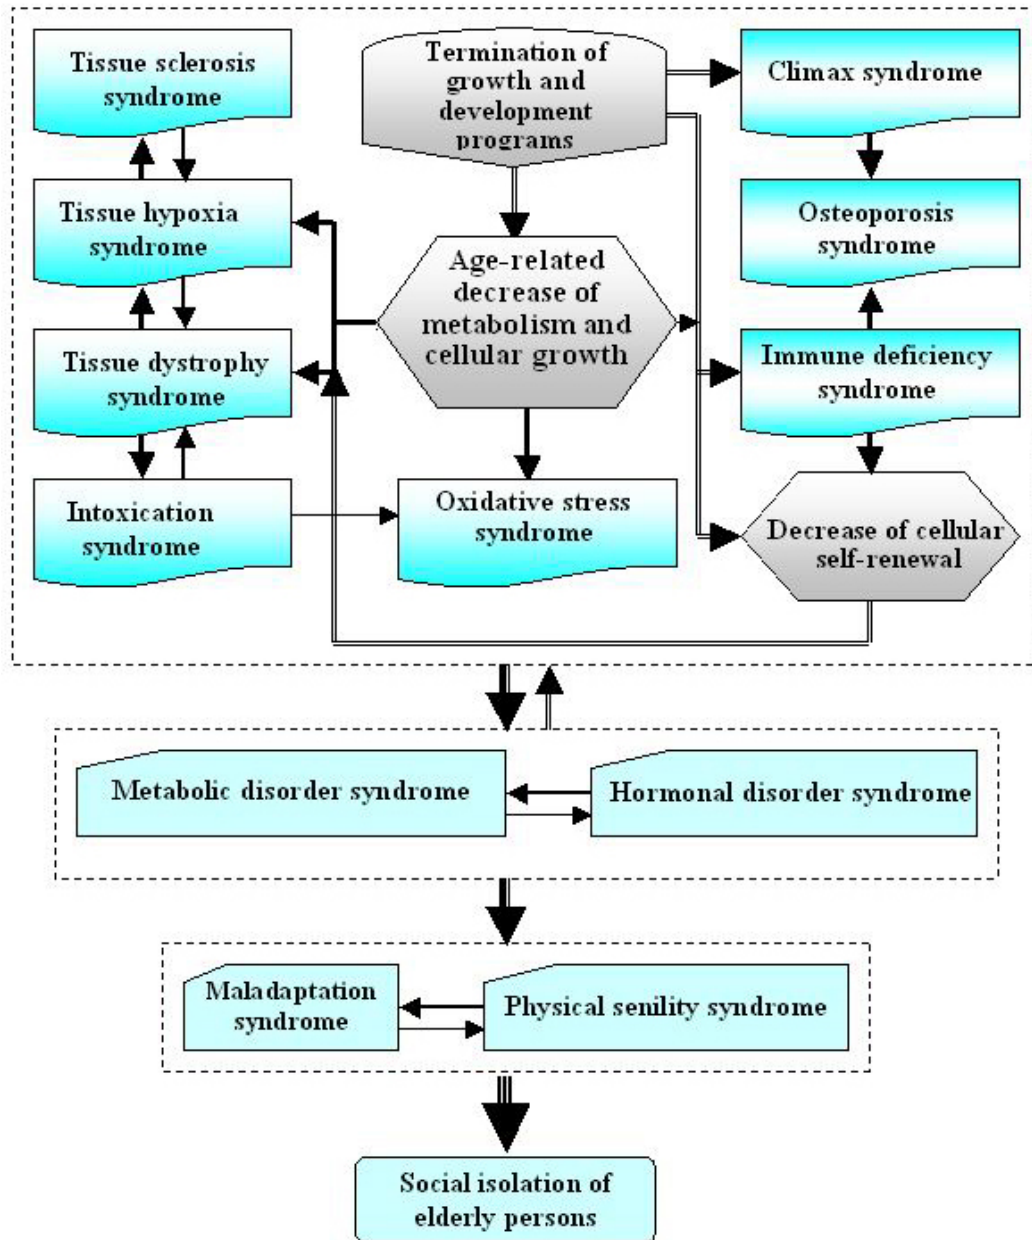 Tissue sclerosis
syndrome
Termination of
growth and
development
programs
Climax syndrome
Tissue hypoxia
syndrome
Osteoporosis
syndrome
Age-related
decrease of
metabolism and
cellular growth
Tissue dystrophy
syndrome
Immune deficiency
syndrome
Intoxication
syndrome
Oxidative stress
syndrome
Decrease of cellular
self-renewal
Metabolic disorder syndrome
Hormonal disorder syndrome
Maladaptation
syndrome
Physical senility syndrome
Social isolation of
elderly persons